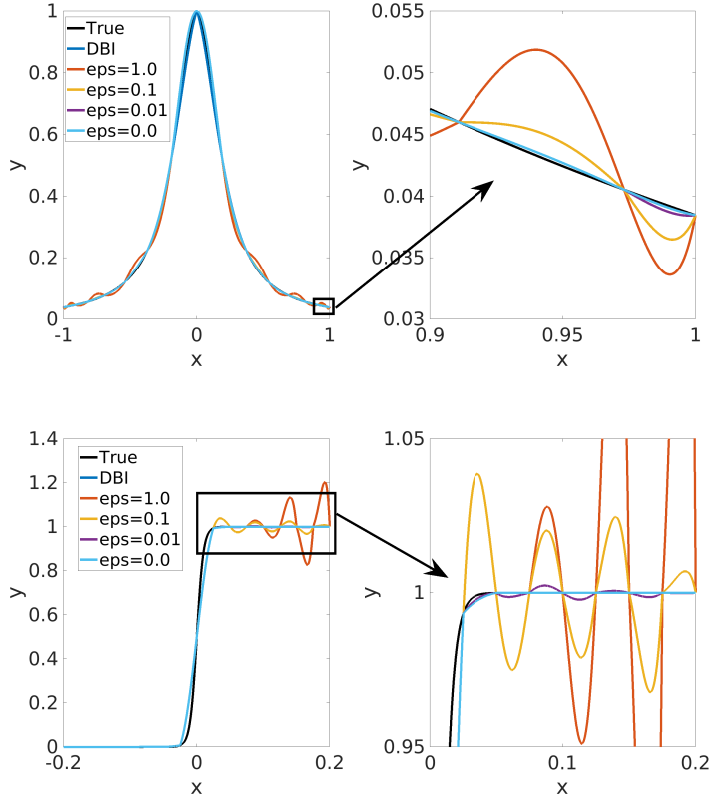 1
0.8
0.6
0.4
0.2
0
y
-1
0
1
x
True
DBI
eps=1.0
eps=0.1
eps=0.01
eps=0.0
0.055
0.05
0.045
0.04
0.035
0.03
y
0.9
0.95
1
x
1.4
1.2
1
0.8
0.6
0.4
0.2
0
y
-0.2
0
0.2
x
True
DBI
eps=1.0
eps=0.1
eps=0.01
eps=0.0
1.05
1
0.95
y
0
0.1
0.2
x